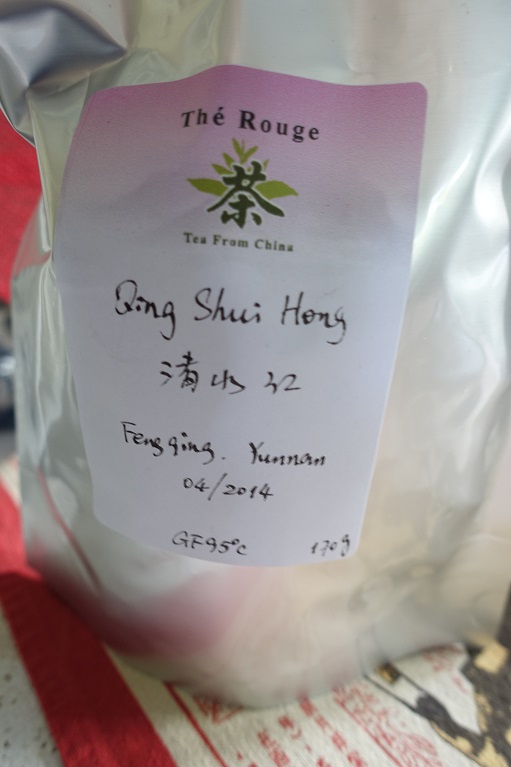 Thé Rouge
茶
Tea From China
Qing Shui Hong
清水红
Fengqing. Yunnan
04/2014
GF95°c 170g